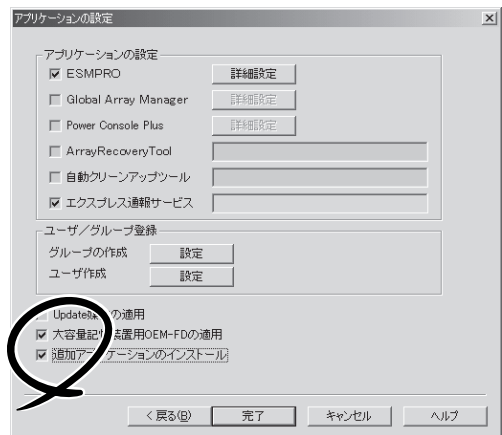 アプリケーションの設定
アプリケーションの設定
ESMPRO 詳細設定
Global Array Manager 詳細設定
Power Console Plus 詳細設定
ArrayRecoveryTool
自動クリーンアップツール
エクスプレス通報サービス
ユーザ/グループ登録
グループの作成 設定
ユーザ作成 設定
Update の適用
大容量記憶装置用OEM-FDの適用
追加アプリケーションのインストール
< 戻る(B) 完了 キャンセル ヘルプ